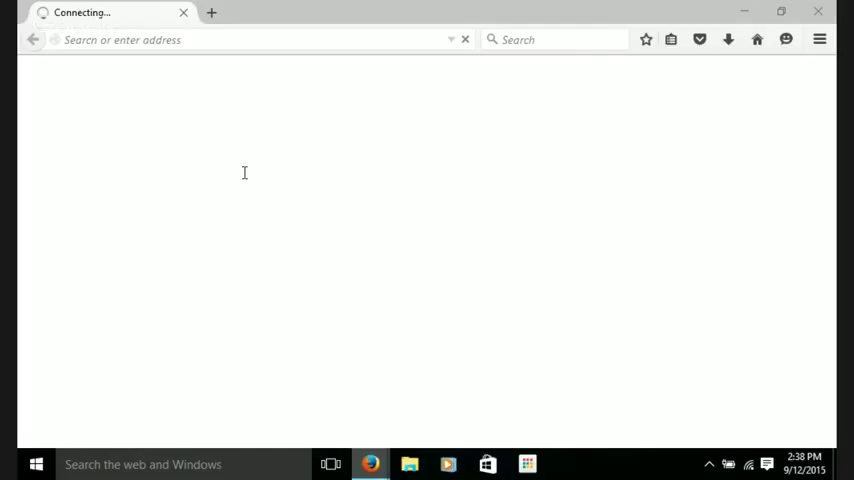 Connecting...
Search or enter address
Search
Search the web and Windows
2:38 PM
9/12/2015